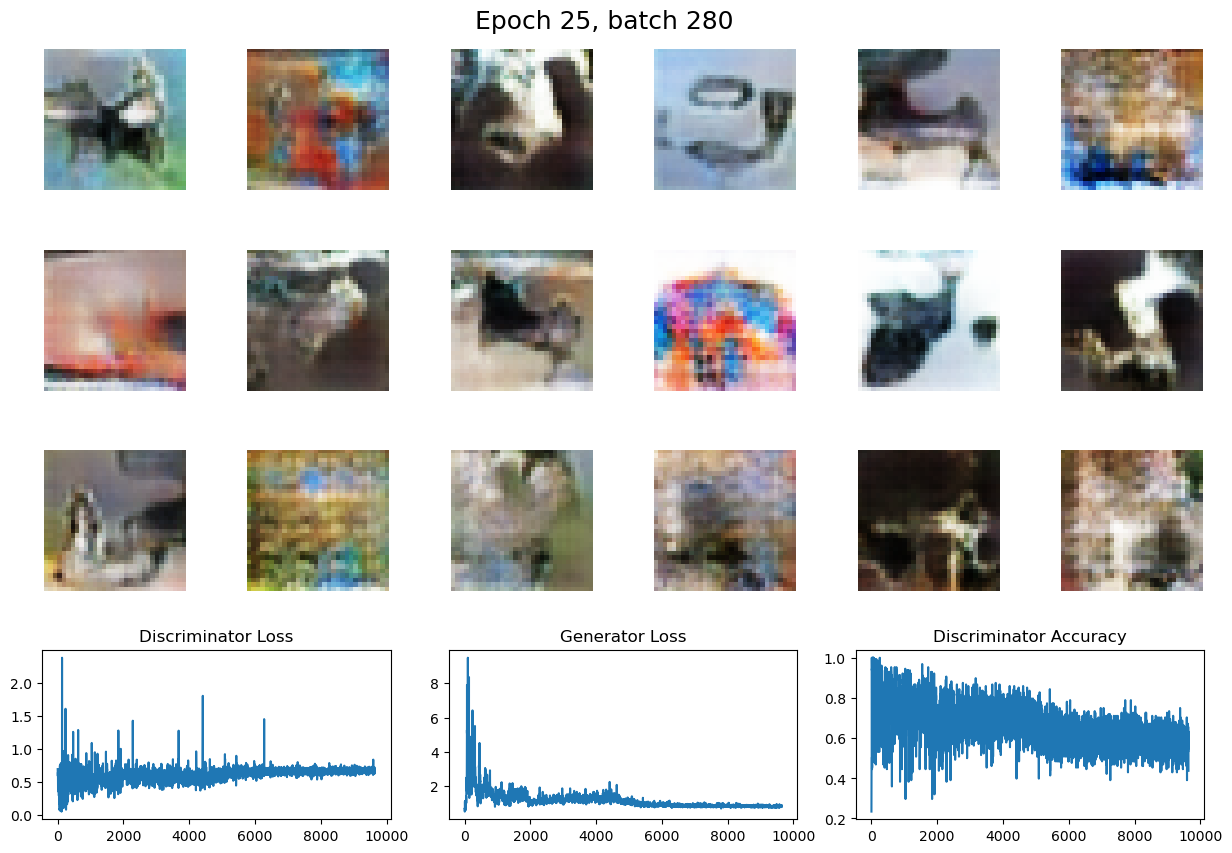 Epoch 25, batch 280
Discriminator Loss
Generator Loss
Discriminator Accuracy
2.0
1.5
1.0
0.5
0.0
0 2000 4000 6000 8000 10000
8
6
4
2
0 2000 4000 6000 8000 10000
1.0
0.8
0.6
0.4
0.2
0 2000 4000 6000 8000 10000